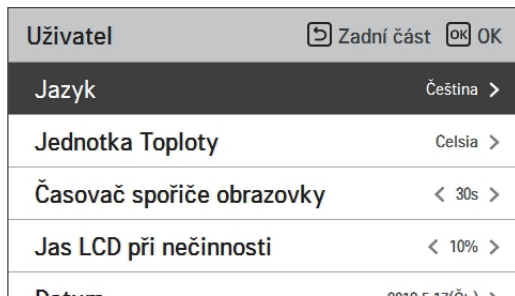 Uživatel Zadní část OK OK
Jazyk Čeština >
Jednotka Toploty Celsia >
Časovač spořiče obrazovky < 30s >
Jas LCD při nečinnosti < 10% >
Datum